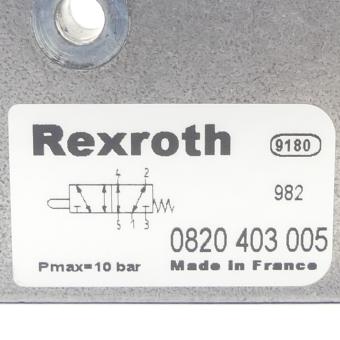 Rexroth
9180
982
4 2
5 1 3
0820 403 005
Pmax=10 bar
Made In France